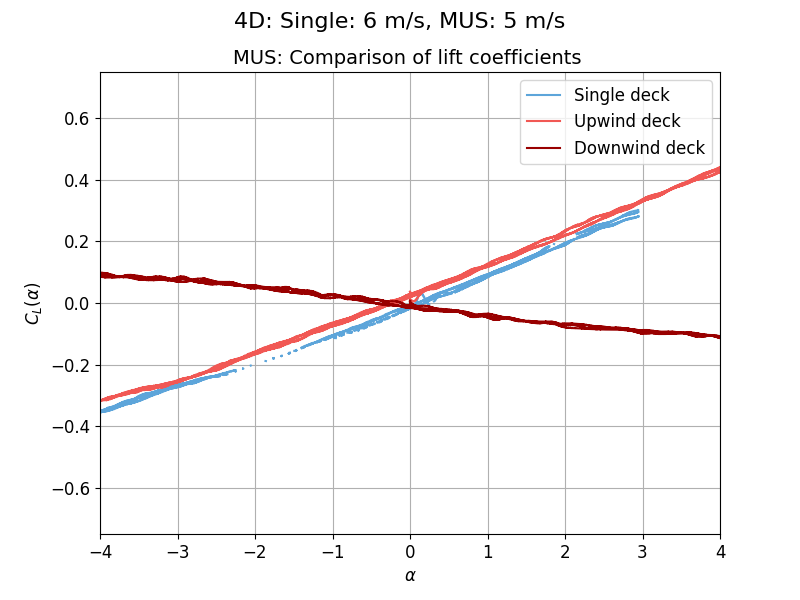 4D: Single: 6 m/s, MUS: 5 m/s
MUS: Comparison of lift coefficients
Single deck
Upwind deck
Downwind deck
0.6
0.4
0.2
0.0
−0.2
−0.4
−0.6
C_L(α)
−4 −3 −2 −1 0 1 2 3 4
α